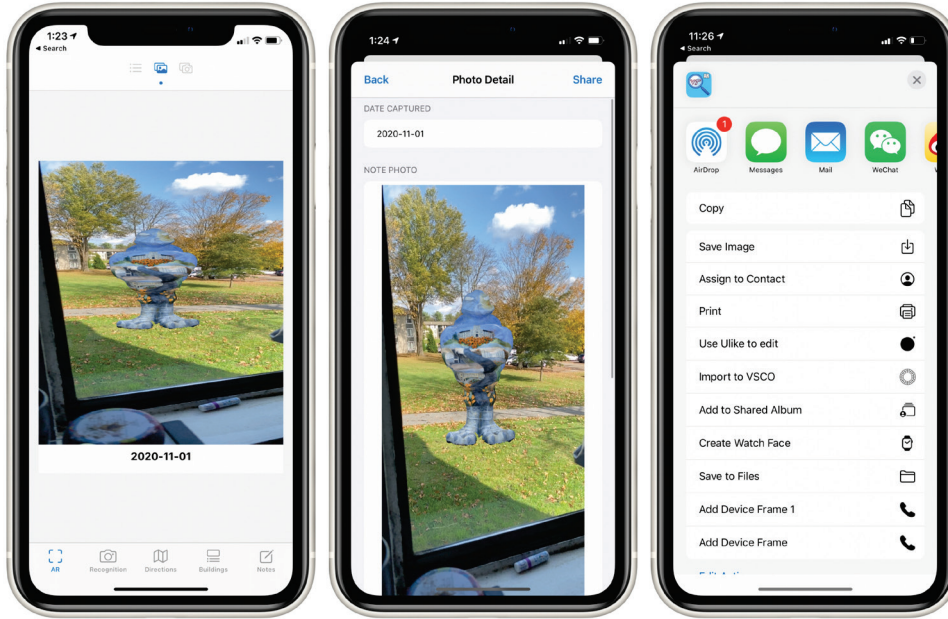 1:23
Search
2020-11-01
AR
Recognition
Directions
Buildings
Notes
1:24
Back
Photo Detail
Share
DATE CAPTURED
2020-11-01
NOTE PHOTO
11:26
Search
1
AirDrop
Messages
Mail
WeChat
Copy
Save Image
Assign to Contact
Print
Use Ulike to edit
Import to VSCO
Add to Shared Album
Create Watch Face
Save to Files
Add Device Frame 1
Add Device Frame